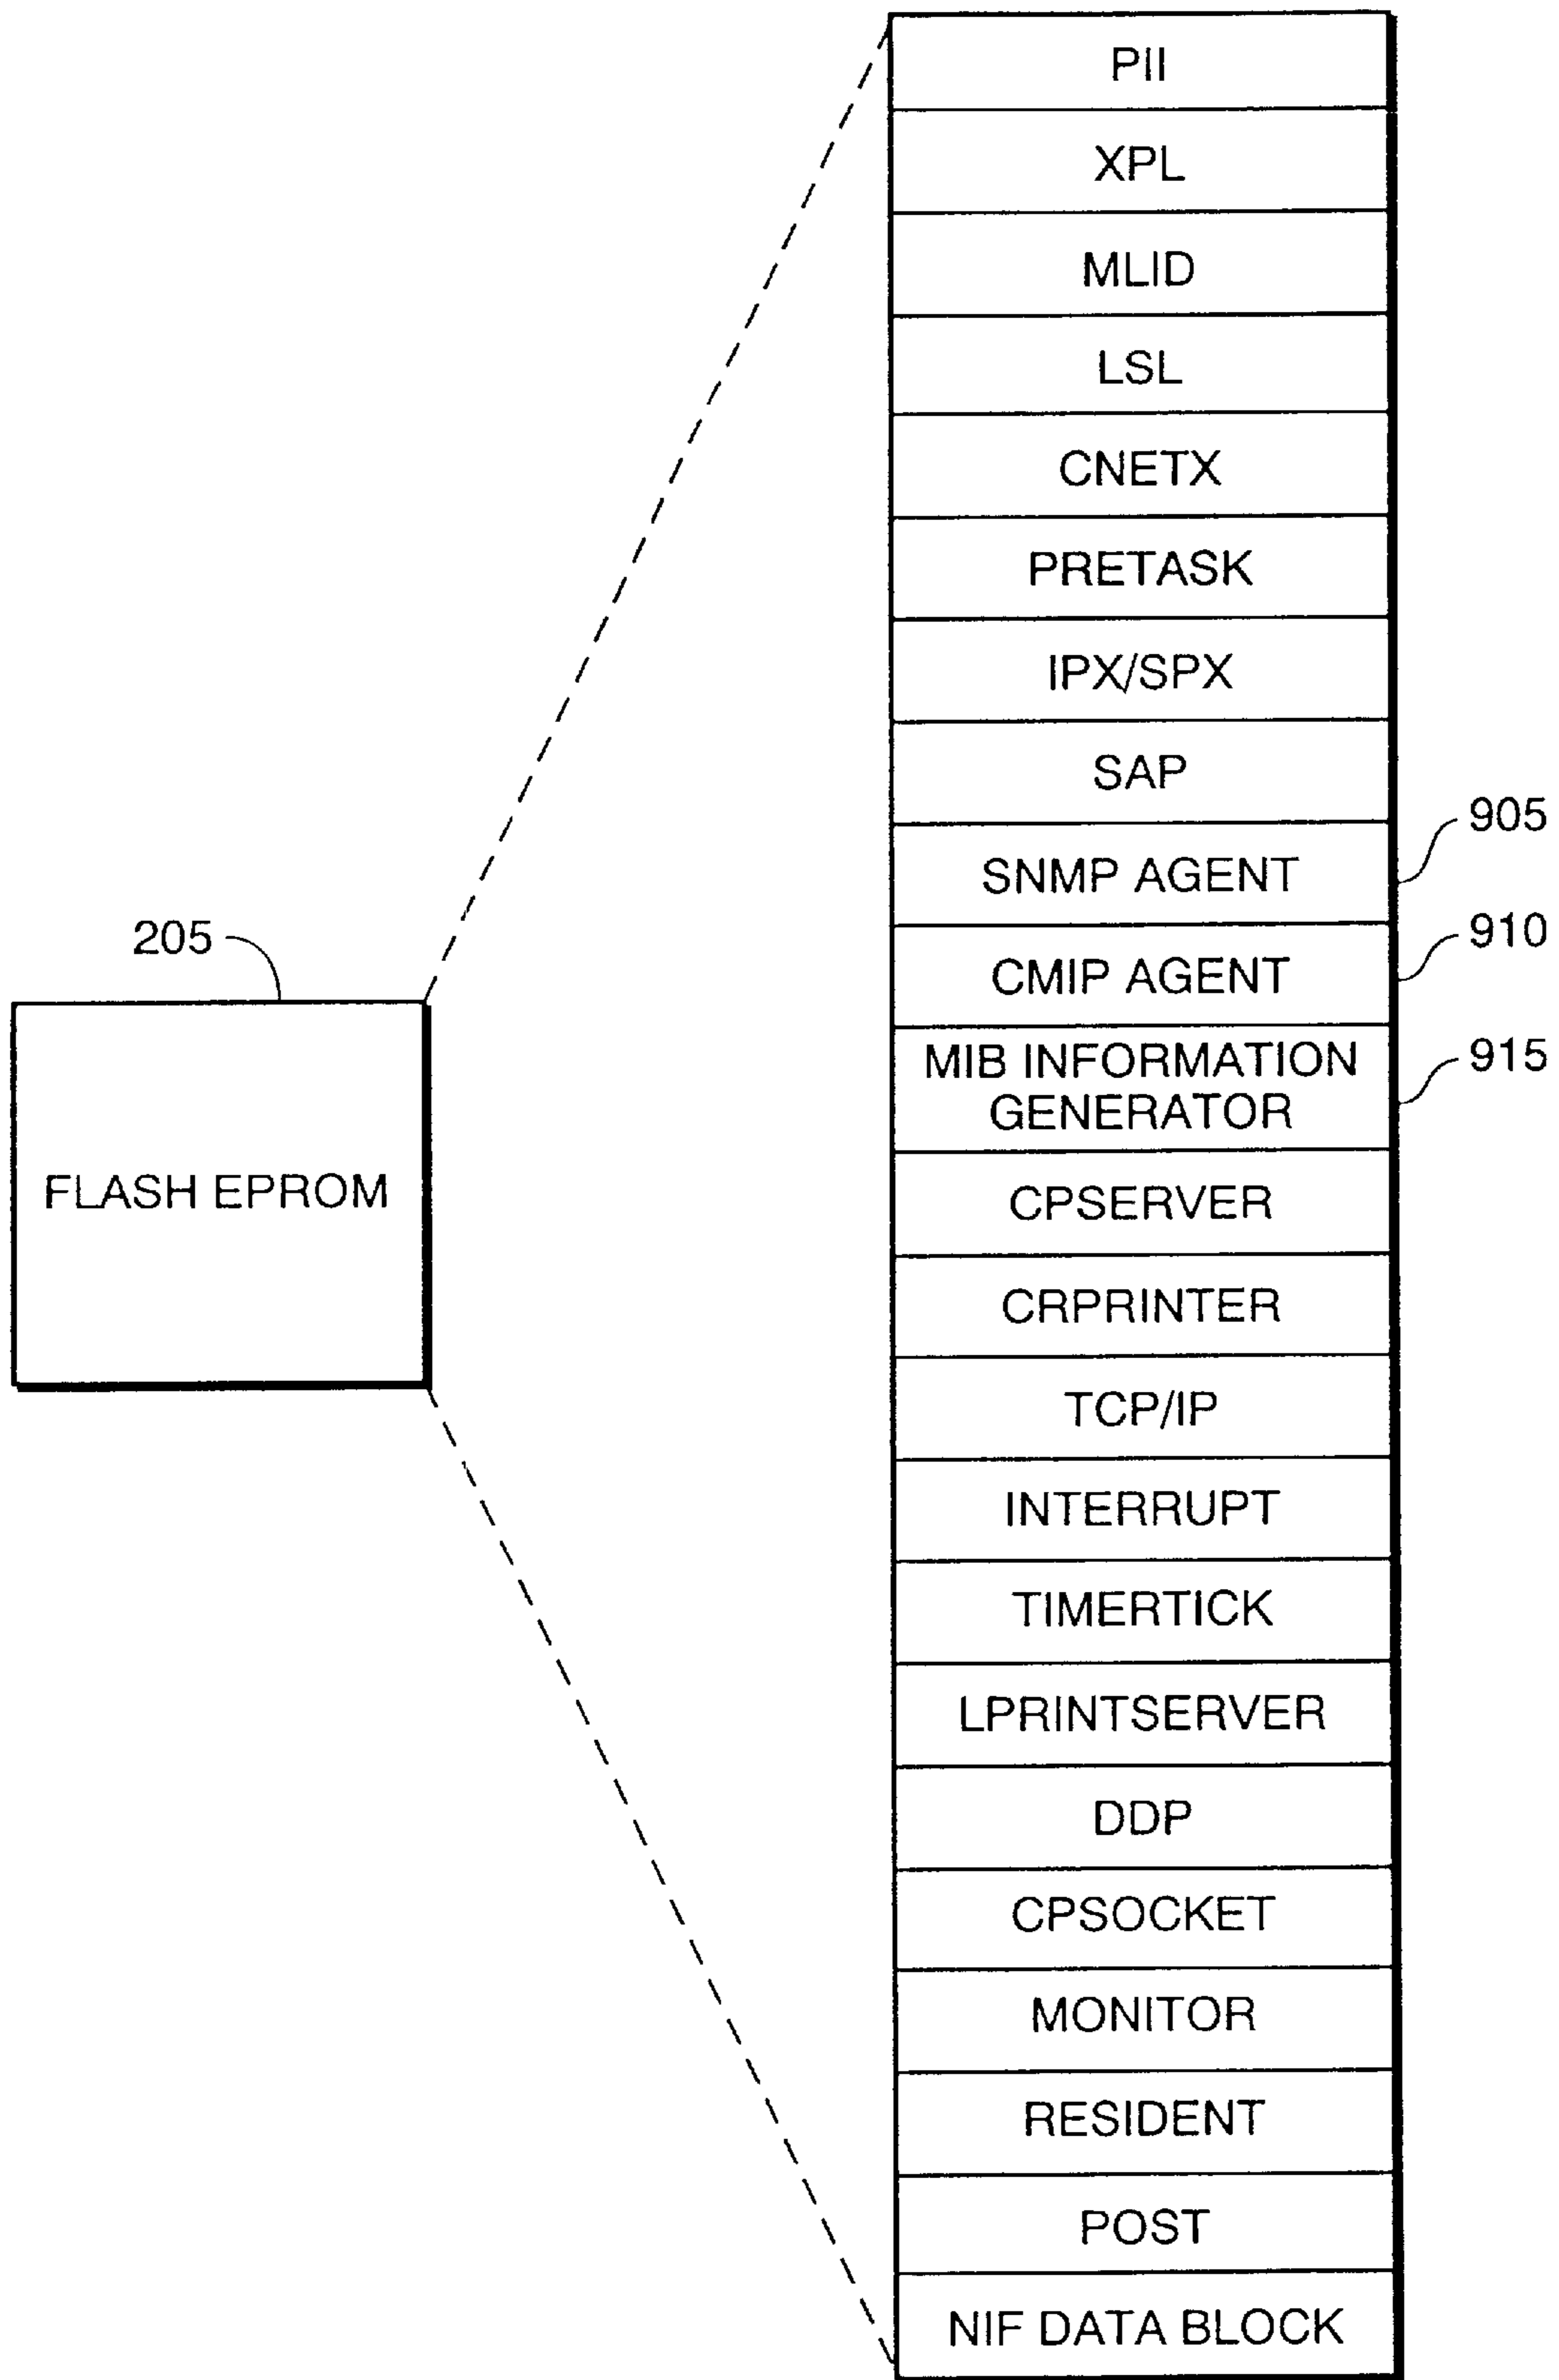 PII
XPL
MLID
LSL
CNETX
PRETASK
IPX/SPX
SAP
905
SNMP AGENT
910
CMIP AGENT
915
MIB INFORMATION
GENERATOR
205
FLASH EPROM
CPSERVER
CRPRINTER
TCP/IP
INTERRUPT
TIMERTICK
LPRINTSERVER
DDP
CPSOCKET
MONITOR
RESIDENT
POST
NIF DATA BLOCK